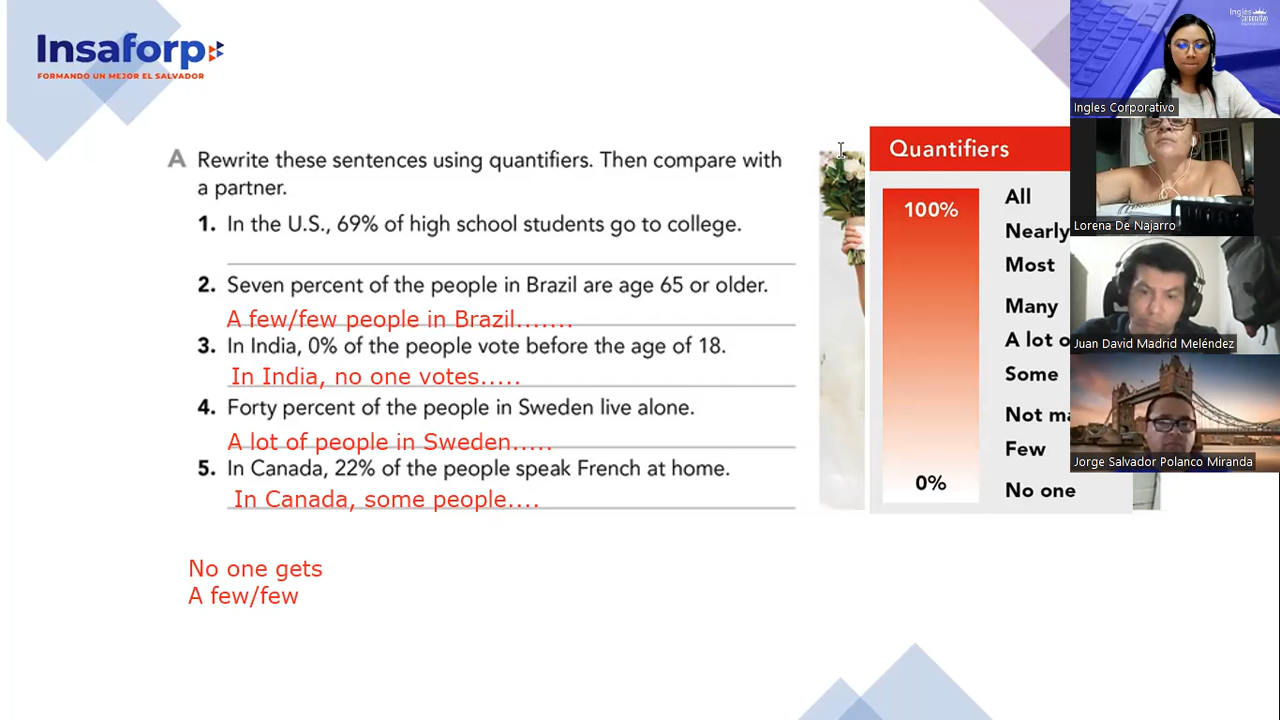 Insaforp
FORMANDO UN MEJOR EL SALVADOR
A Rewrite these sentences using quantifiers. Then compare with
a partner.
1. In the U.S., 69% of high school students go to college.
2. Seven percent of the people in Brazil are age 65 or older.
A few/few people in Brazil.......
3. In India, 0% of the people vote before the age of 18.
In India, no one votes.....
4. Forty percent of the people in Sweden live alone.
A lot of people in Sweden.....
5. In Canada, 22% of the people speak French at home.
In Canada, some people....
No one gets
A few/few
Quantifiers
100%
All
Nearly
Most
Many
A lot o
Some
Not ma
Few
0%
No one
Ingles
Ingles Corporativo
Lorena De Najarro
Juan David Madrid Meléndez
Jorge Salvador Polanco Miranda